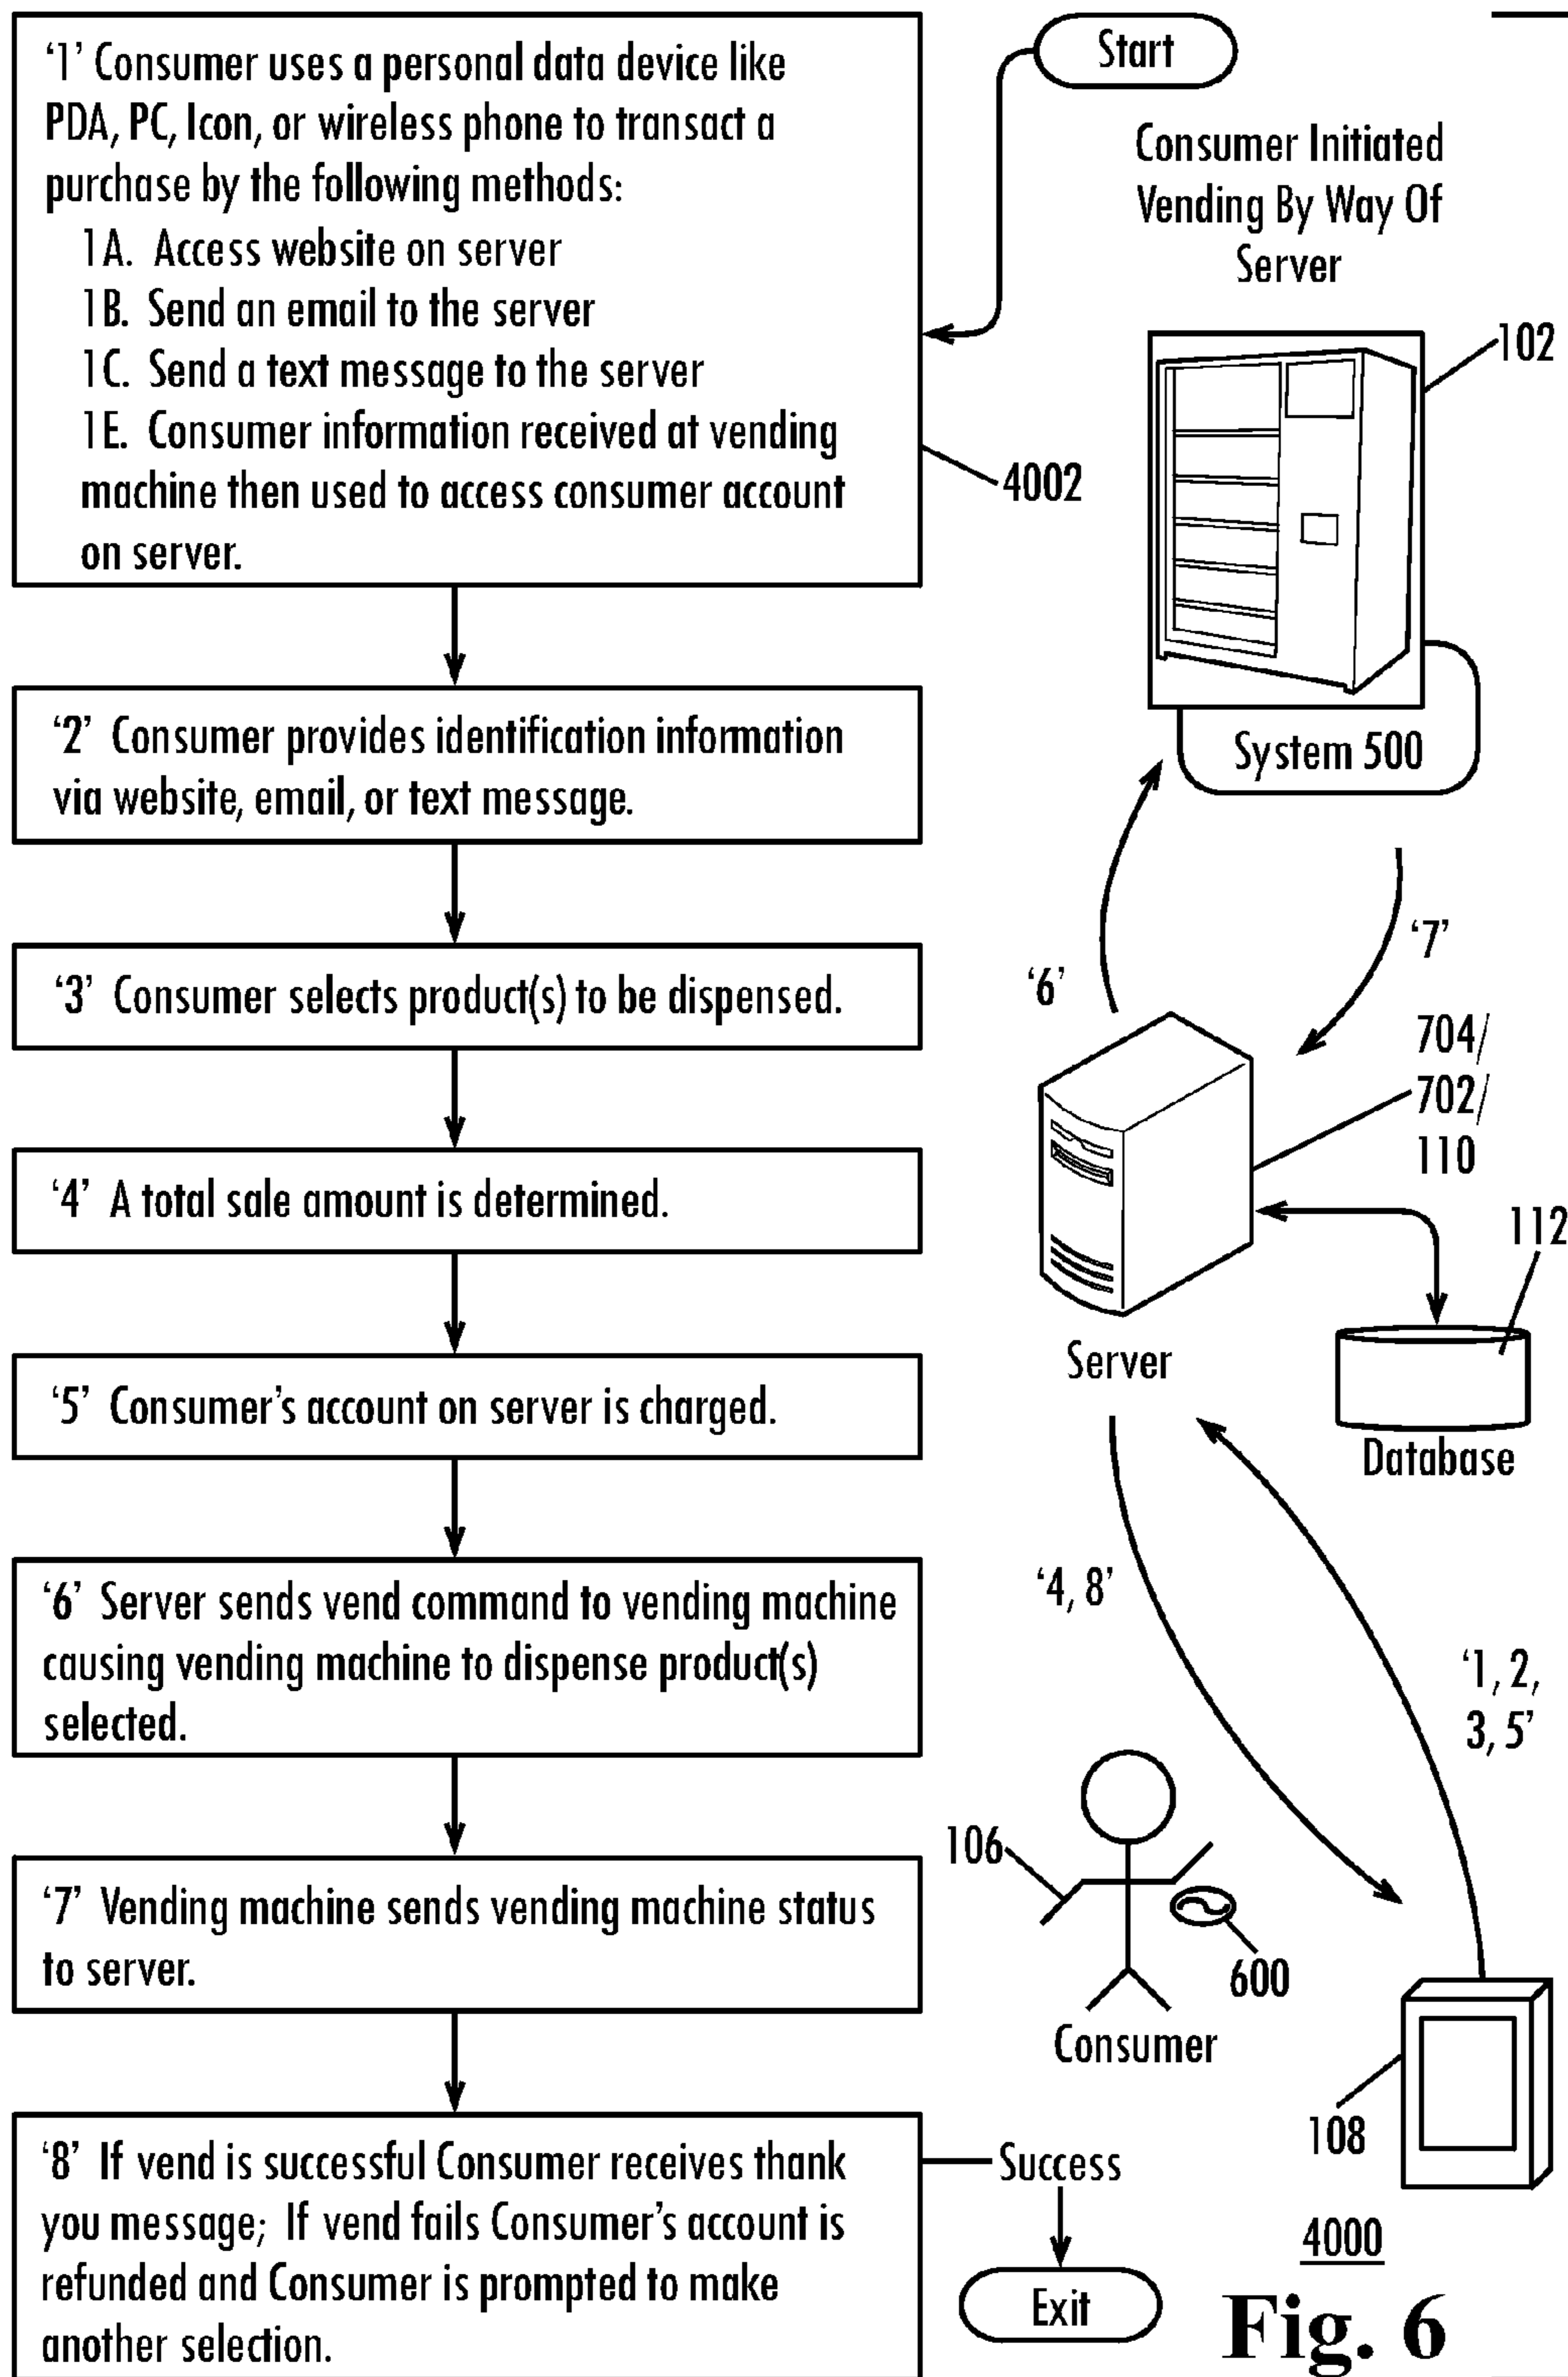 ‘1’ Consumer uses a personal data device like
PDA, PC, Icon, or wireless phone to transact a
purchase by the following methods:
1A. Access website on server
1B. Send an email to the server
1C. Send a text message to the server
1E. Consumer information received at vending
machine then used to access consumer account
on server.
4002
‘2’ Consumer provides identification information
via website, email, or text message.
‘3’ Consumer selects product(s) to be dispensed.
‘4’ A total sale amount is determined.
‘5’ Consumer’s account on server is charged.
‘6’ Server sends vend command to vending machine
causing vending machine to dispense product(s)
selected.
‘7’ Vending machine sends vending machine status
to server.
‘8’ If vend is successful Consumer receives thank
you message; If vend fails Consumer’s account is
refunded and Consumer is prompted to make
another selection.
Success
Exit
Start
Consumer Initiated
Vending By Way Of
Server
102
System 500
‘6’
‘7’
704/
702/
110
112
Server
Database
‘4, 8’
‘1, 2,
3, 5’
106
600
Consumer
108
4000
Fig. 6